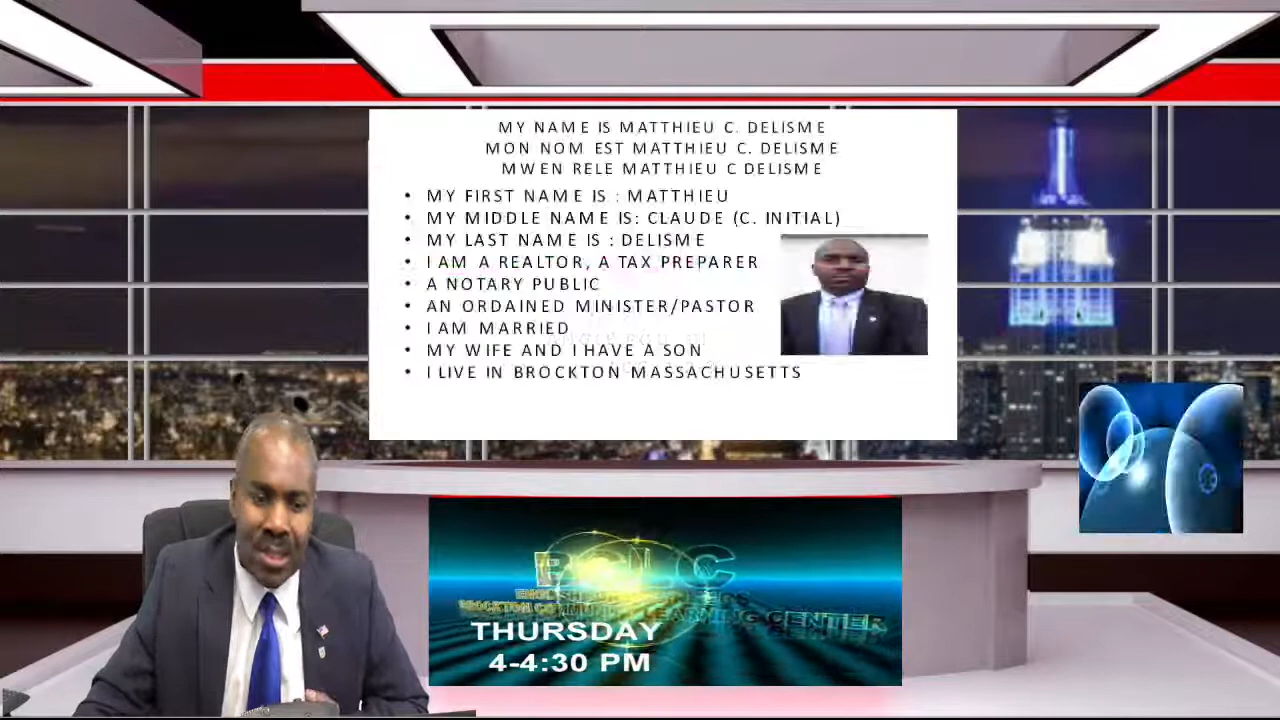 MY NAME IS MATTHIEU C. DELISME
MON NOM EST MATTHIEU C. DELISME
MWEN RELE MATTHIEU C DELISME
• MY FIRST NAME IS : MATTHIEU
• MY MIDDLE NAME IS: CLAUDE (C. INITIAL)
• MY LAST NAME IS : DELISME
• I AM A REALTOR, A TAX PREPARER
• A NOTARY PUBLIC
• AN ORDAINED MINISTER/PASTOR
• I AM MARRIED
• MY WIFE AND I HAVE A SON
• I LIVE IN BROCKTON MASSACHUSETTS
BROCKTON COMMUNITY LEARNING CENTER
THURSDAY
4-4:30 PM